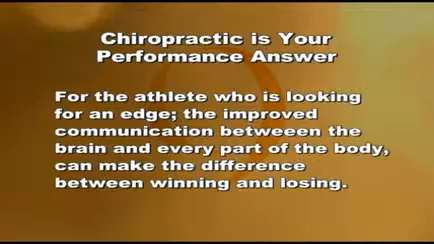 Chiropractic is Your
Performance Answer
For the athlete who is looking
for an edge; the improved
communication betweeen the
brain and every part of the body,
can make the difference
between winning and losing.